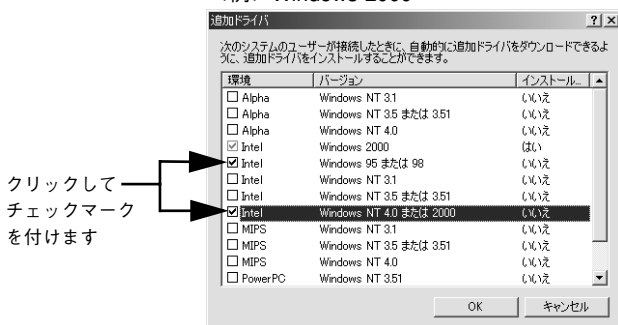 追加ドライバ
次のシステムのユーザーが接続したときに、自動的に追加ドライバをダウンロードできるよ
うに、追加ドライバをインストールすることができます。
環境 バージョン インストール...
Alpha Windows NT 3.1 いいえ
Alpha Windows NT 3.5 または 3.51 いいえ
Alpha Windows NT 4.0 いいえ
Intel Windows 2000 はい
Intel Windows 95 または 98 いいえ
Intel Windows NT 3.1 いいえ
Intel Windows NT 3.5 または 3.51 いいえ
Intel Windows NT 4.0 または 2000 いいえ
MIPS Windows NT 3.1 いいえ
MIPS Windows NT 3.5 または 3.51 いいえ
MIPS Windows NT 4.0 いいえ
PowerPC Windows NT 3.51 いいえ
OK キャンセル
クリックして
チェックマーク
を付けます